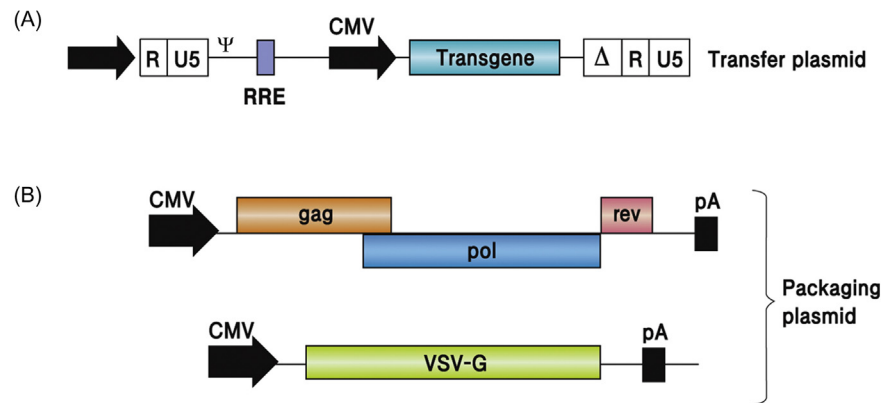 (A)
CMV
R U5 Ψ Transgene Δ R U5 Transfer plasmid
RRE
(B)
CMV gag rev pA
pol
Packaging
plasmid
CMV VSV-G pA